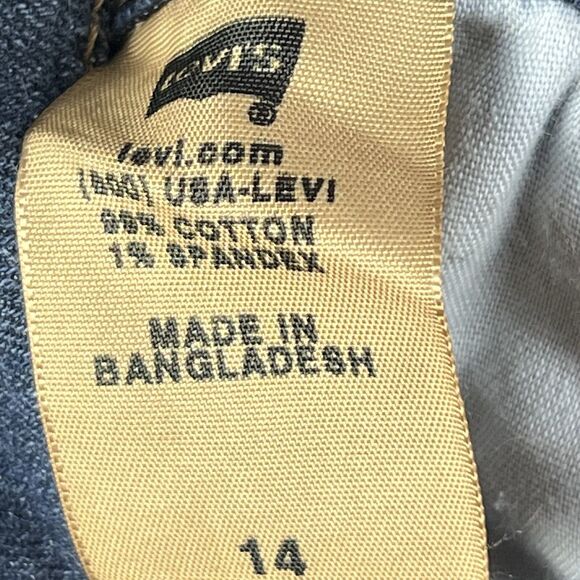 Levi's
®
levi.com
(800) USA-LEVI
99% COTTON
1% SPANDEX
MADE IN
BANGLADESH
14